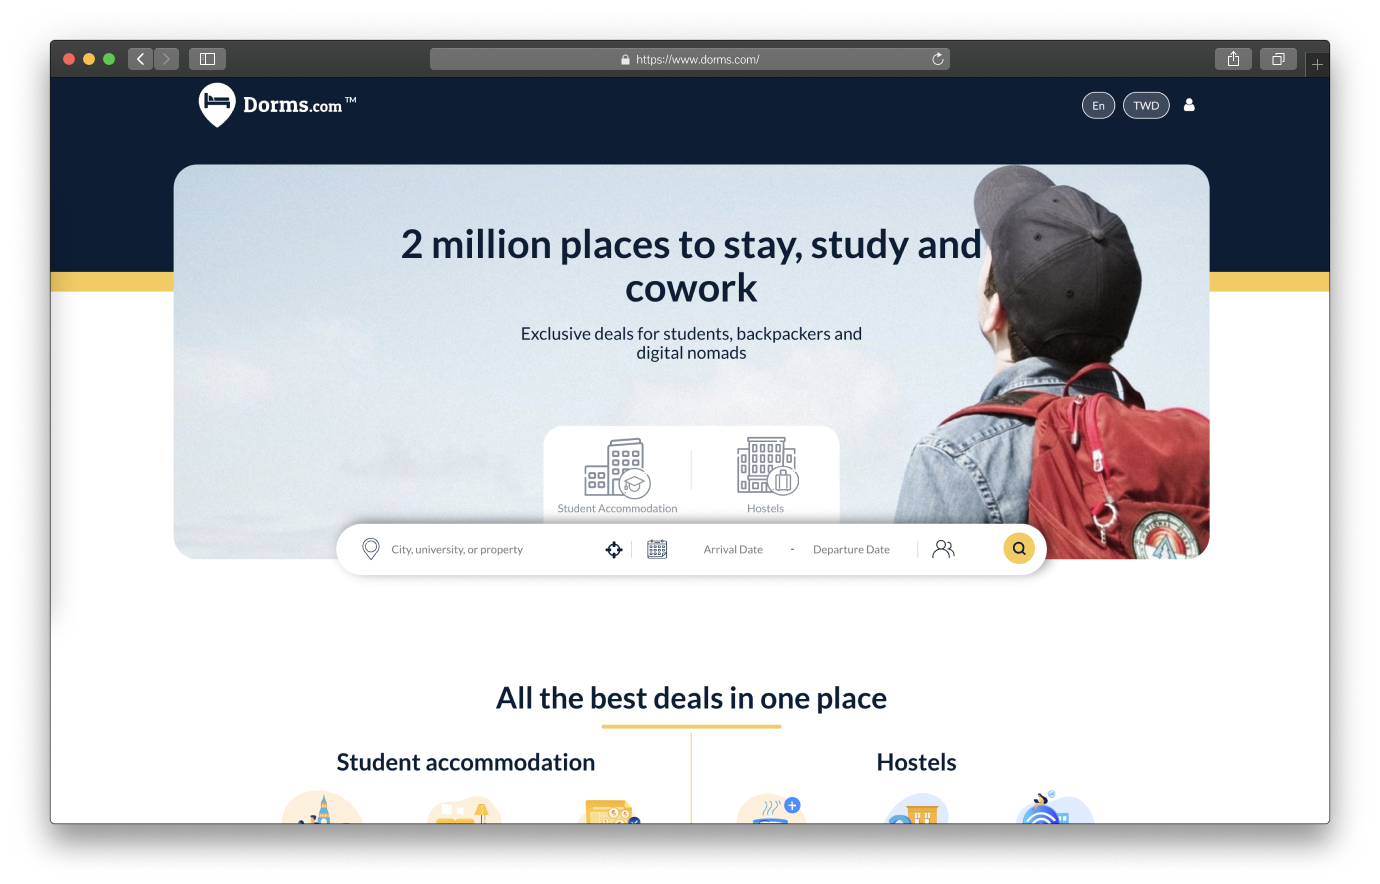 https://www.dorms.com/
Dorms.com™
En
TWD
2 million places to stay, study and
cowork
Exclusive deals for students, backpackers and
digital nomads
Student Accommodation
Hostels
City, university, or property
Arrival Date - Departure Date
All the best deals in one place
Student accommodation
Hostels